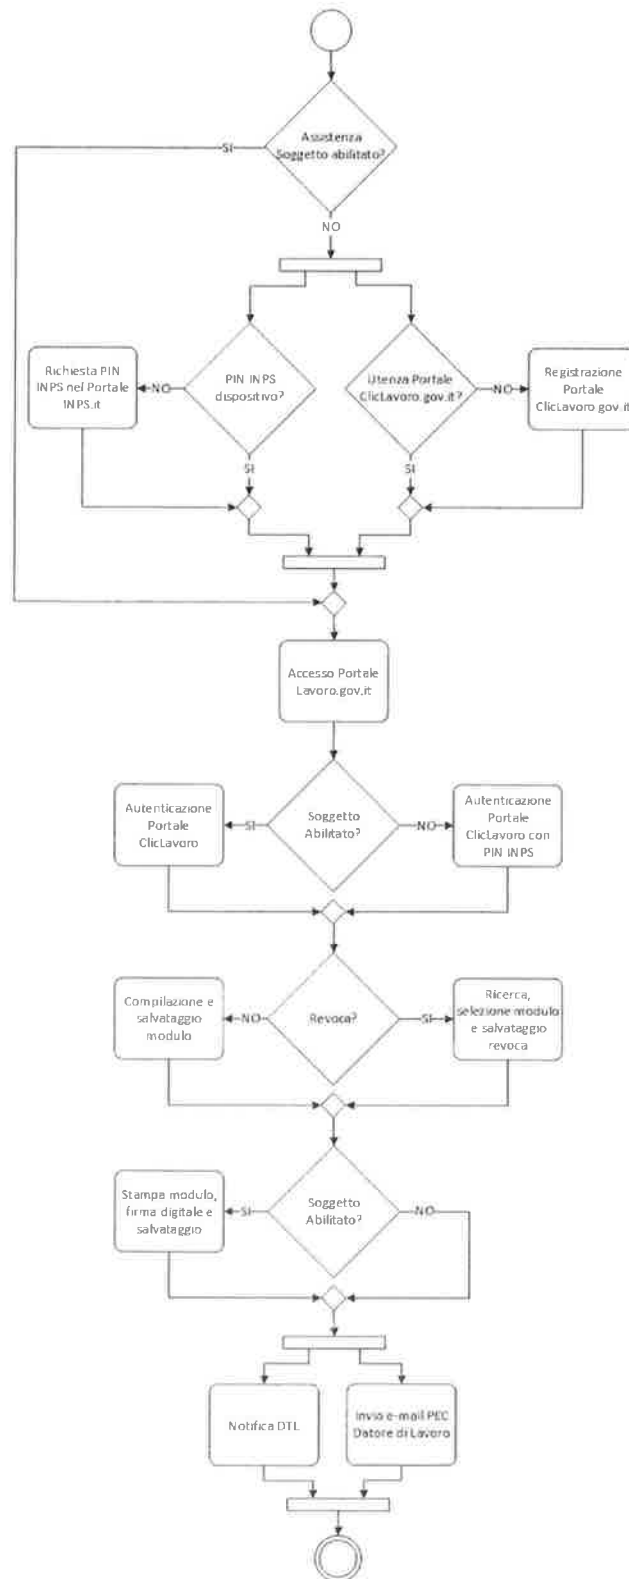 Assistenza
Soggetto abilitato?
SI
NO
Richiesta PIN
INPS nel Portale
INPS.it
NO
PIN INPS
dispositivo?
Utenza Portale
ClicLavoro.gov.it?
NO
Registrazione
Portale
ClicLavoro.gov.it
SI
SI
Accesso Portale
Lavoro.gov.it
Autenticazione
Portale
ClicLavoro
SI
Soggetto
Abilitato?
NO
Autenticazione
Portale
ClicLavoro con
PIN INPS
Compilazione e
salvataggio
modulo
NO
Revoca?
SI
Ricerca,
selezione modulo
e salvataggio
revoca
Stampa modulo,
firma digitale e
salvataggio
SI
Soggetto
Abilitato?
NO
Notifica DTL
Invio e-mail PEC
Datore di Lavoro